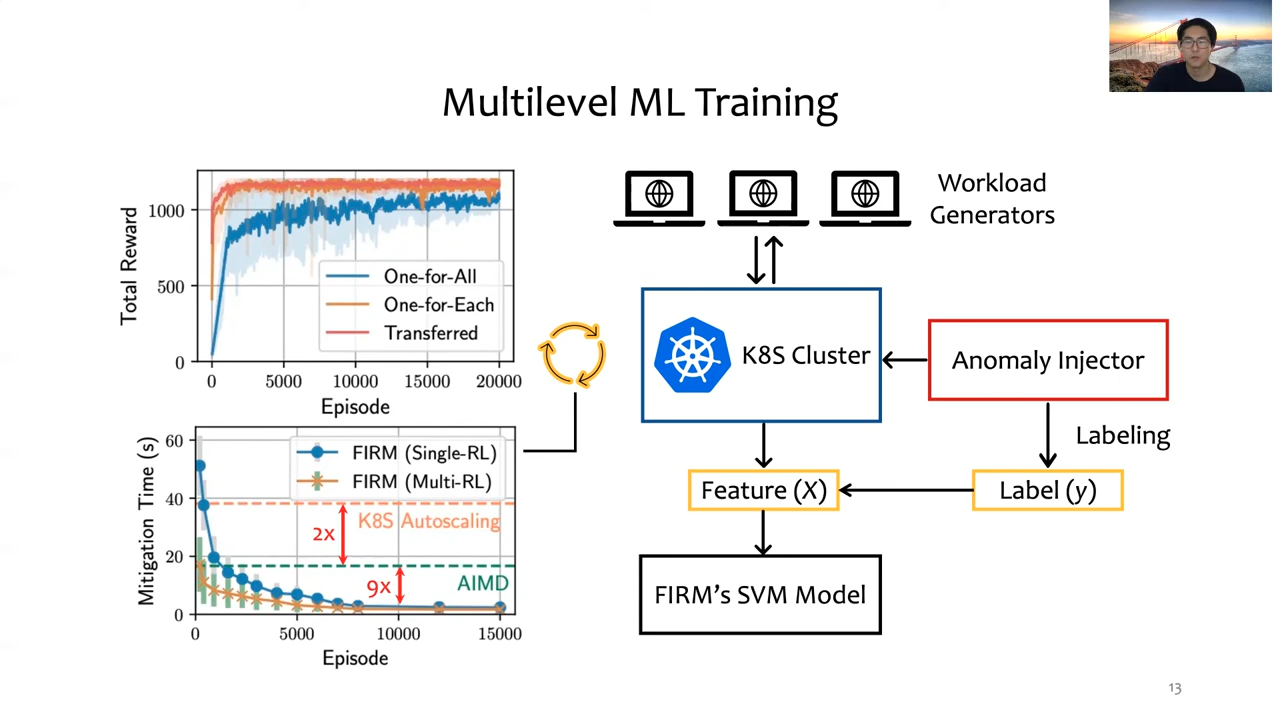 Multilevel ML Training
Total Reward
1000
500
0
One-for-All
One-for-Each
Transferred
0 5000 10000 15000 20000
Episode
Mitigation Time (s)
60
40
20
0
FIRM (Single-RL)
FIRM (Multi-RL)
K8S Autoscaling
2x
9x
AIMD
0 5000 10000 15000
Episode
Workload
Generators
K8S Cluster
Anomaly Injector
Labeling
Feature (X)
Label (y)
FIRM's SVM Model
13